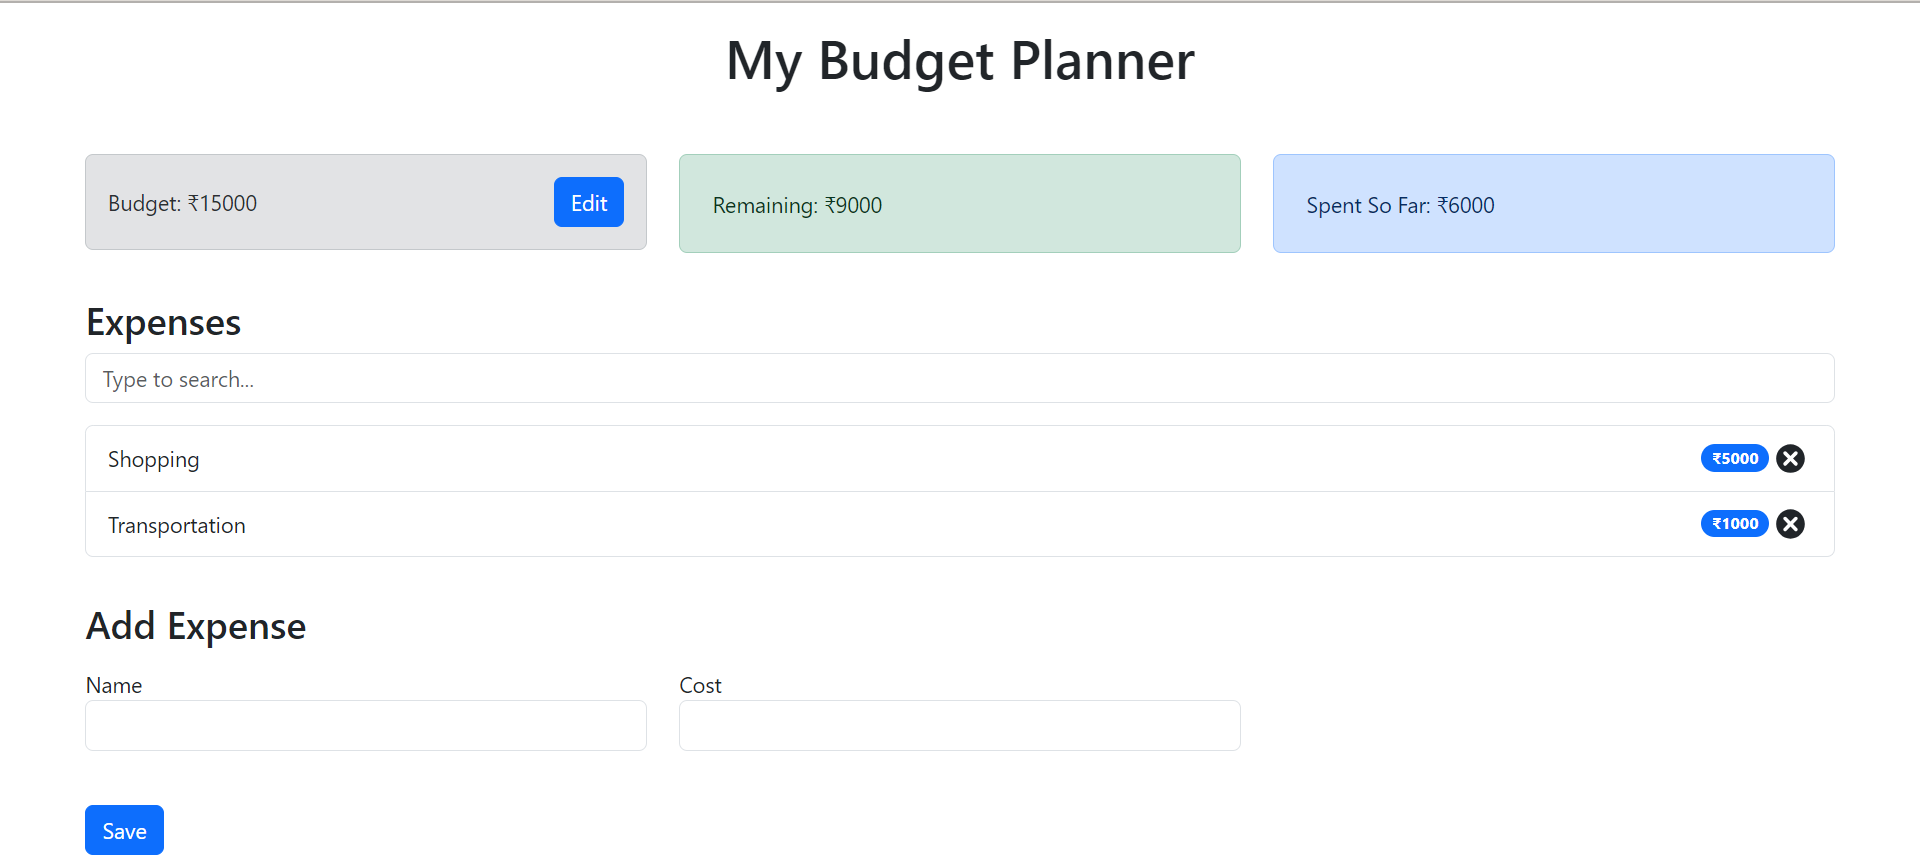 My Budget Planner
Budget: ₹15000
Edit
Remaining: ₹9000
Spent So Far: ₹6000
Expenses
Type to search...
Shopping
₹5000
Transportation
₹1000
Add Expense
Name
Cost
Save